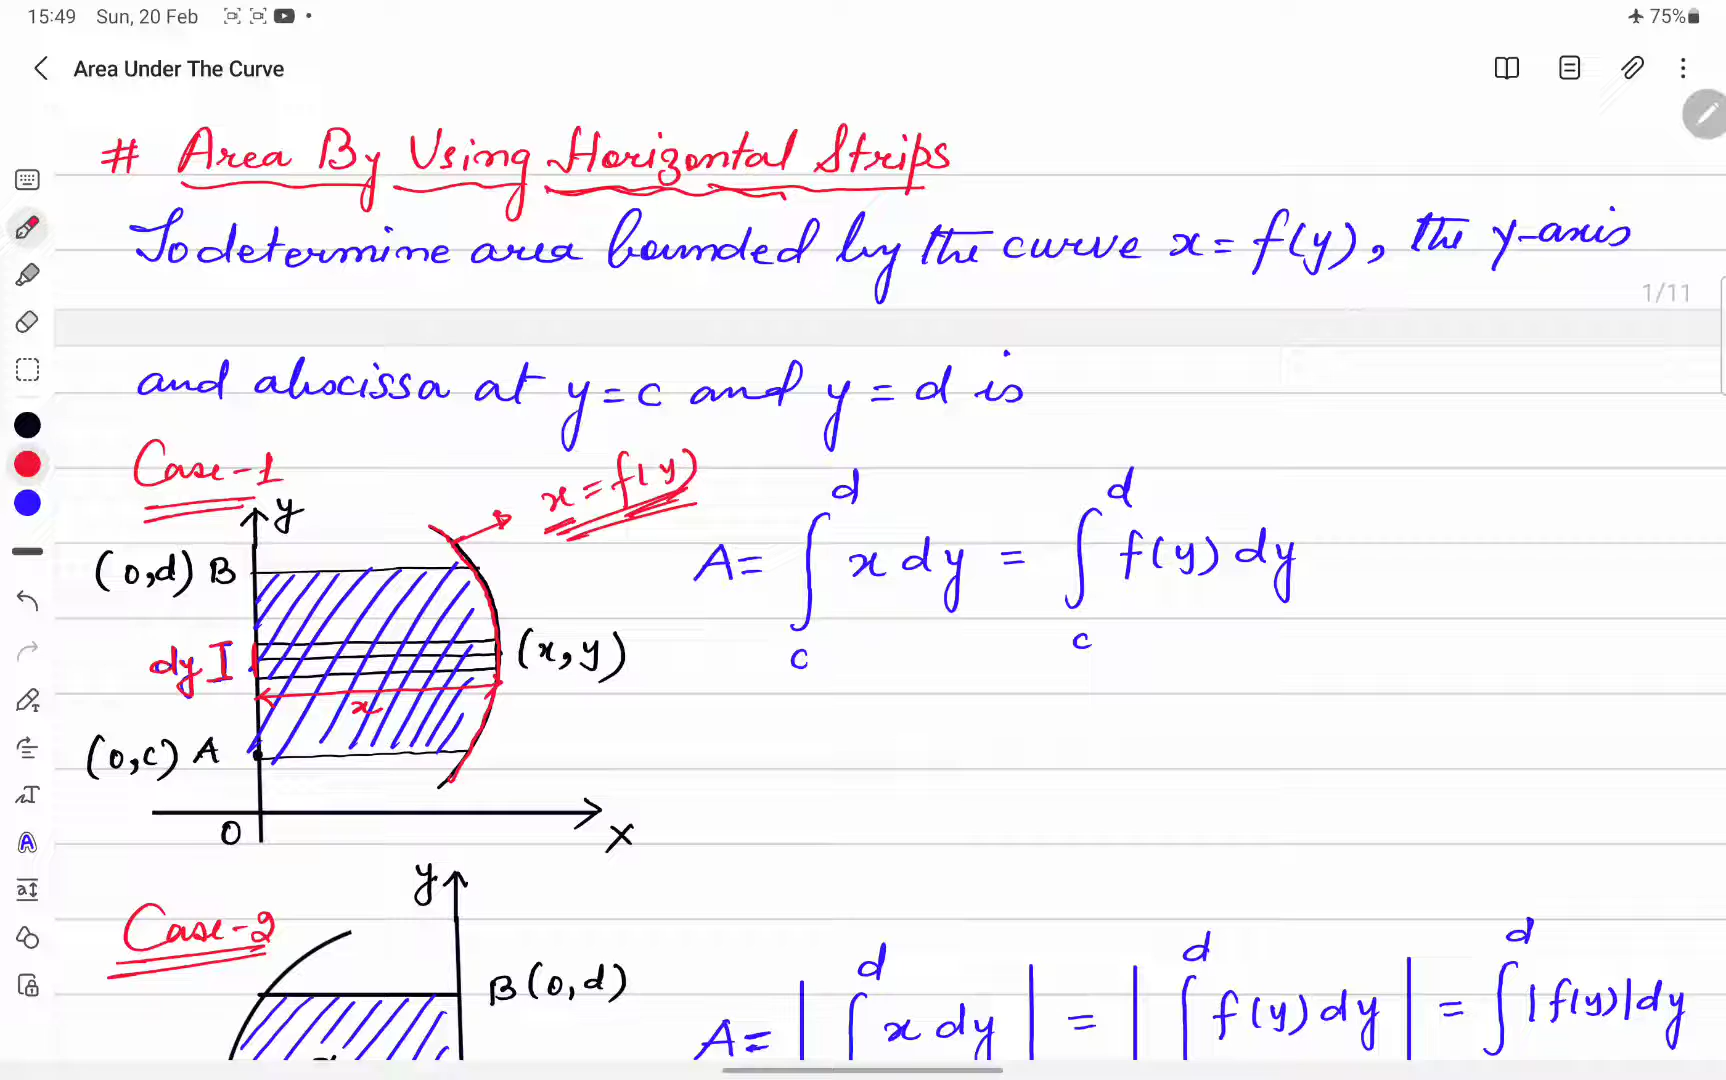 15:49 Sun, 20 Feb
75%
Area Under The Curve
# Area By Using Horizontal Strips
To determine area bounded by the curve x = f(y), the y-axis
1/11
and abscissa at y = c and y = d is
Case-1
y
x = f(y)
(0,d) B
A = ∫_c^d x dy = ∫_c^d f(y) dy
dy
(x, y)
x
(0,c) A
O
X
y
Case-2
B (0, d)
A = | ∫^d x dy | = | ∫^d f(y) dy | = ∫^d |f(y)| dy